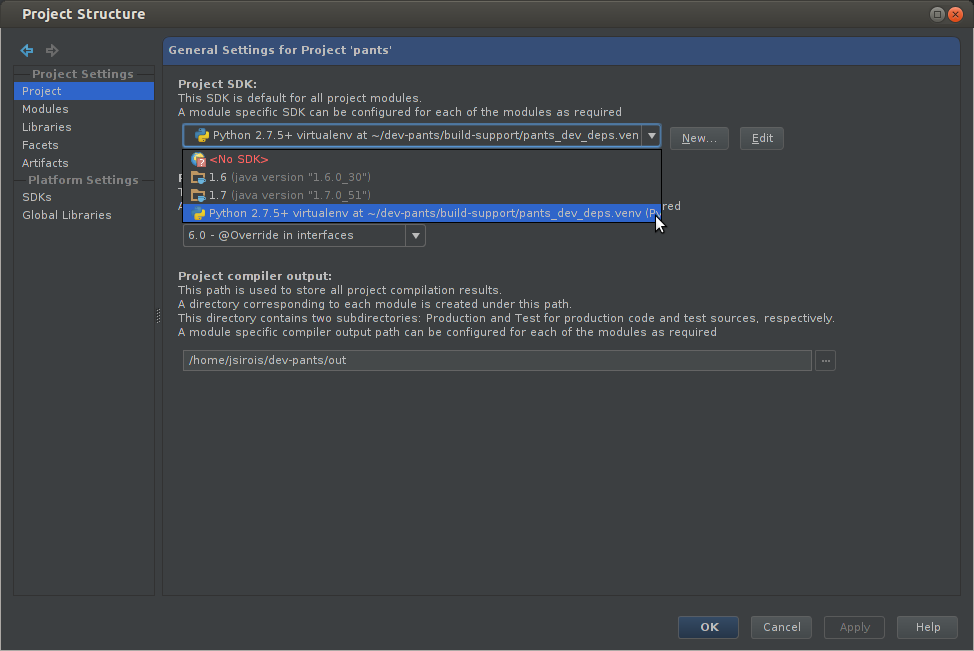 Project Structure
Project Settings
Project
Modules
Libraries
Facets
Artifacts
Platform Settings
SDKs
Global Libraries
General Settings for Project 'pants'
Project SDK:
This SDK is default for all project modules.
A module specific SDK can be configured for each of the modules as required
Python 2.7.5+ virtualenv at ~/dev-pants/build-support/pants_dev_deps.ven
New...
Edit
<No SDK>
1.6 (java version "1.6.0_30")
1.7 (java version "1.7.0_51")
Python 2.7.5+ virtualenv at ~/dev-pants/build-support/pants_dev_deps.venv (Py
6.0 - @Override in interfaces
Project compiler output:
This path is used to store all project compilation results.
A directory corresponding to each module is created under this path.
This directory contains two subdirectories: Production and Test for production code and test sources, respectively.
A module specific compiler output path can be configured for each of the modules as required
/home/jsirois/dev-pants/out
...
OK
Cancel
Apply
Help